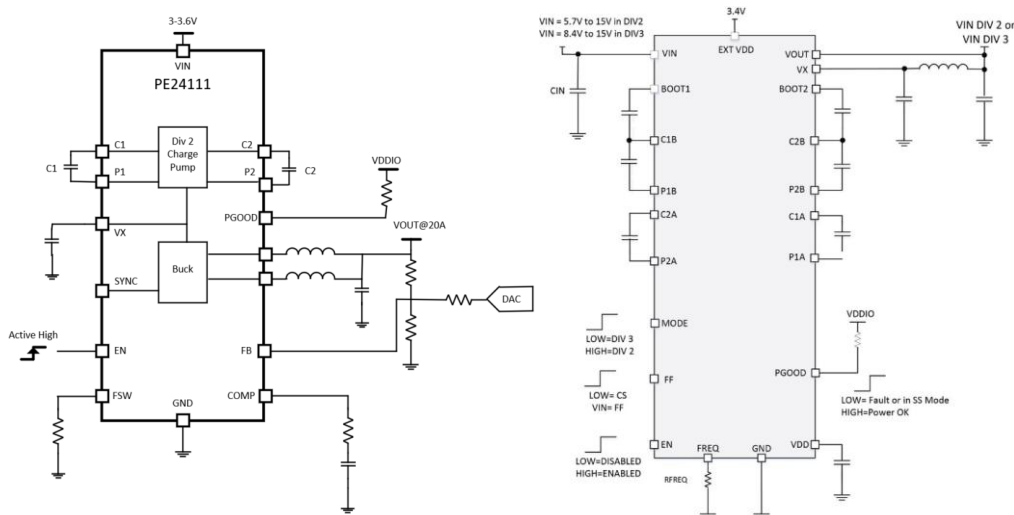 3-3.6V
VIN
PE24111
Div 2
Charge
Pump
C1
P1
C1
C2
P2
C2
VDDIO
PGOOD
VX
VOUT@20A
Buck
SYNC
DAC
Active High
EN
FB
FSW
GND
COMP
VIN = 5.7V to 15V in DIV2
VIN = 8.4V to 15V in DIV3
3.4V
VIN DIV 2 or
VIN DIV 3
EXT VDD
VIN
VOUT
VX
CIN
BOOT1
BOOT2
C1B
C2B
P1B
P2B
C2A
C1A
P2A
P1A
MODE
LOW=DIV 3
HIGH=DIV 2
VDDIO
FF
LOW= CS
VIN= FF
PGOOD
LOW= Fault or in SS Mode
HIGH=Power OK
EN
LOW=DISABLED
HIGH=ENABLED
FREQ
GND
VDD
RFREQ